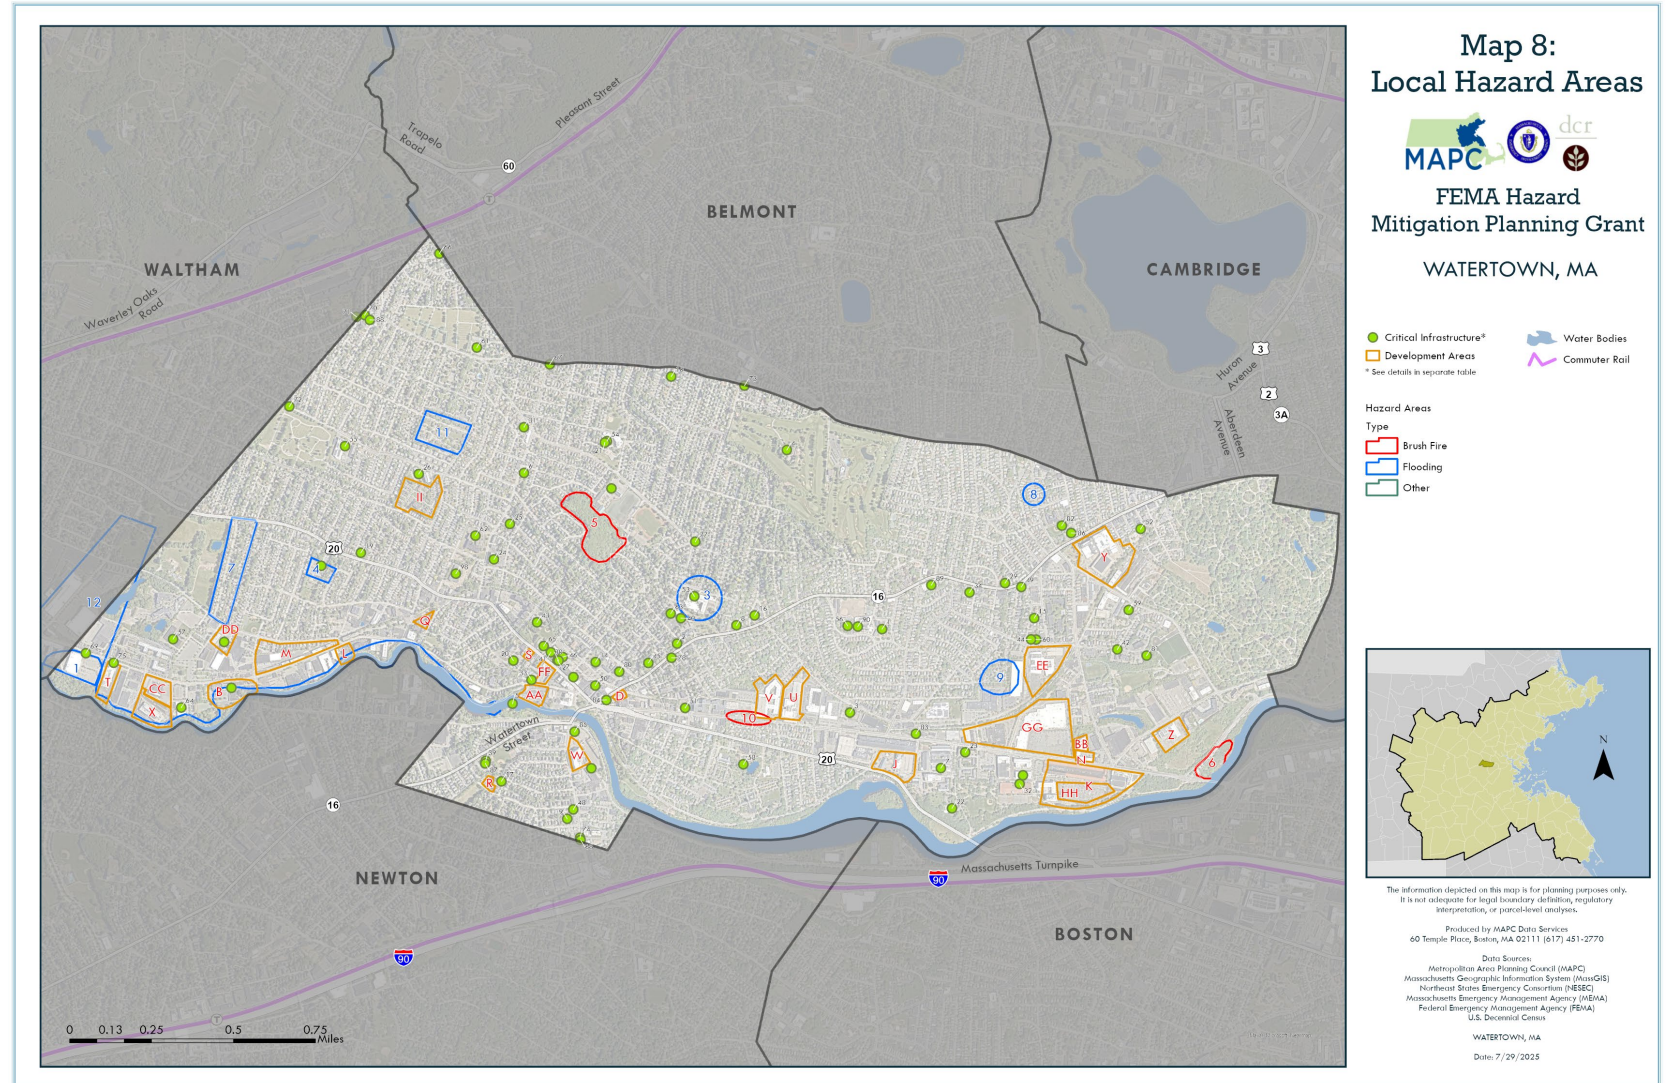 Map 8:
Local Hazard Areas
MAPC
dcr
FEMA Hazard
Mitigation Planning Grant
WATERTOWN, MA
Critical Infrastructure*
Development Areas
* See details in separate table
Water Bodies
Commuter Rail
Hazard Areas
Type
Brush Fire
Flooding
Other
N
The information depicted on this map is for planning purposes only.
It is not adequate for legal boundary definition, regulatory
interpretation, or parcel-level analyses.
Produced by MAPC Data Services
60 Temple Place, Boston, MA 02111 (617) 451-2770
Data Sources:
Metropolitan Area Planning Council (MAPC)
Massachusetts Geographic Information System (MassGIS)
Northeast States Emergency Consortium (NESEC)
Massachusetts Emergency Management Agency (MEMA)
Federal Emergency Management Agency (FEMA)
U.S. Decennial Census
WATERTOWN, MA
Date: 7/29/2025
Pleasant Street
Trapelo
Road
60
BELMONT
WALTHAM
CAMBRIDGE
Waverley Oaks
Road
3
Huron
Avenue
2
3A
Aberdeen
Avenue
11
II
8
5
20
Y
7
4
12
3
16
Q
DD
M
L
S
FF
1
T
CC
X
B
AA
D
V
U
10
9
EE
GG
BB
N
Z
6
Watertown
Street
W
R
20
J
K
HH
16
NEWTON
Massachusetts Turnpike
90
BOSTON
90
0 0.13 0.25 0.5 0.75
Miles